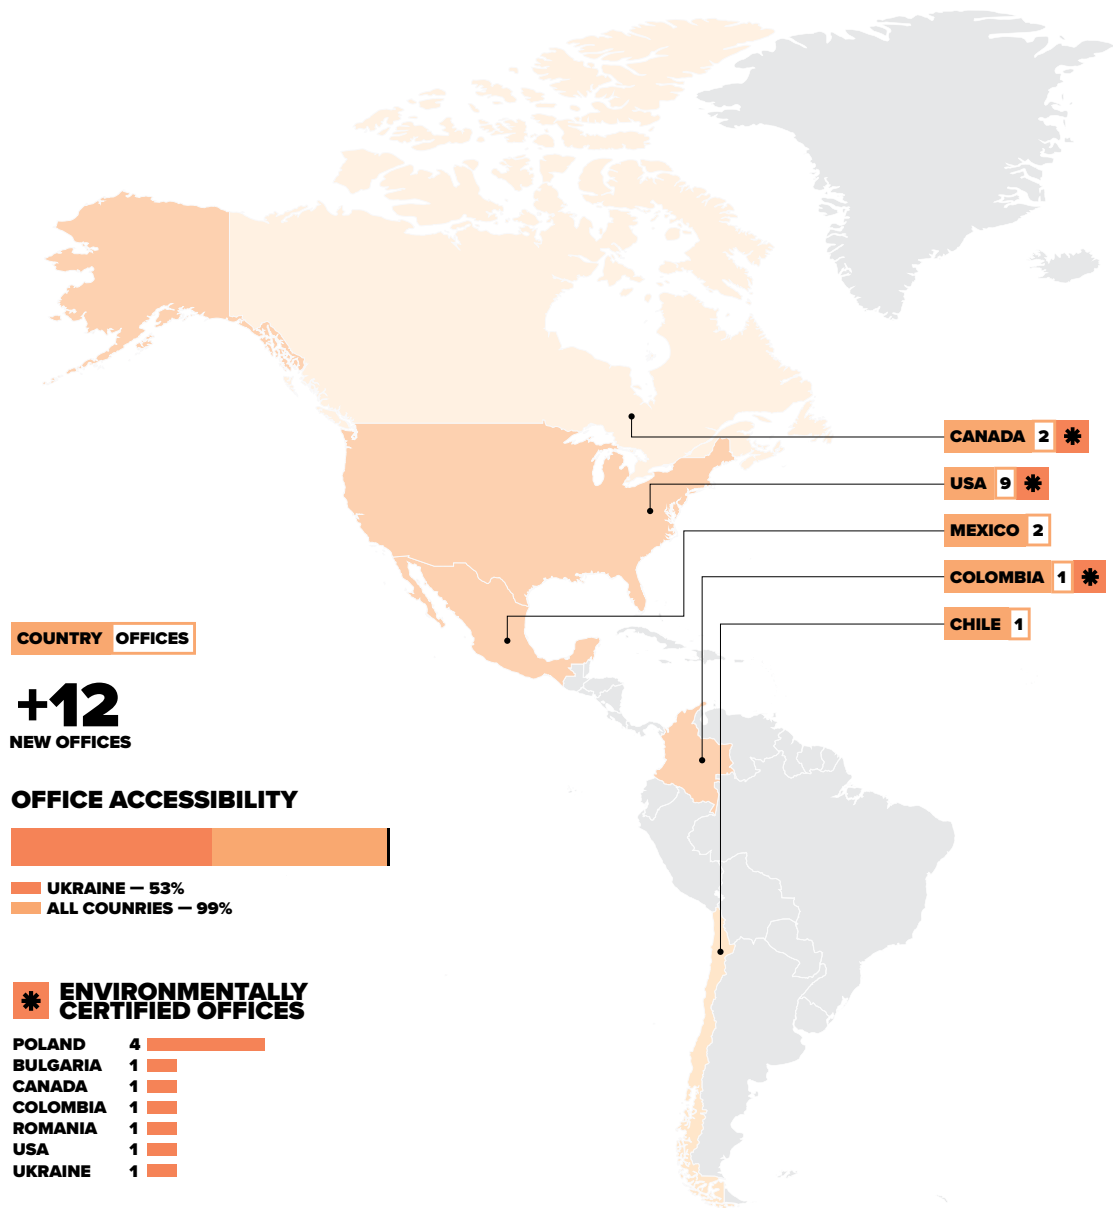 CANADA 2
USA 9
MEXICO 2
COLOMBIA 1
CHILE 1
COUNTRY OFFICES
+12
NEW OFFICES
OFFICE ACCESSIBILITY
UKRAINE — 53%
ALL COUNRIES — 99%
ENVIRONMENTALLY
CERTIFIED OFFICES
POLAND 4
BULGARIA 1
CANADA 1
COLOMBIA 1
ROMANIA 1
USA 1
UKRAINE 1